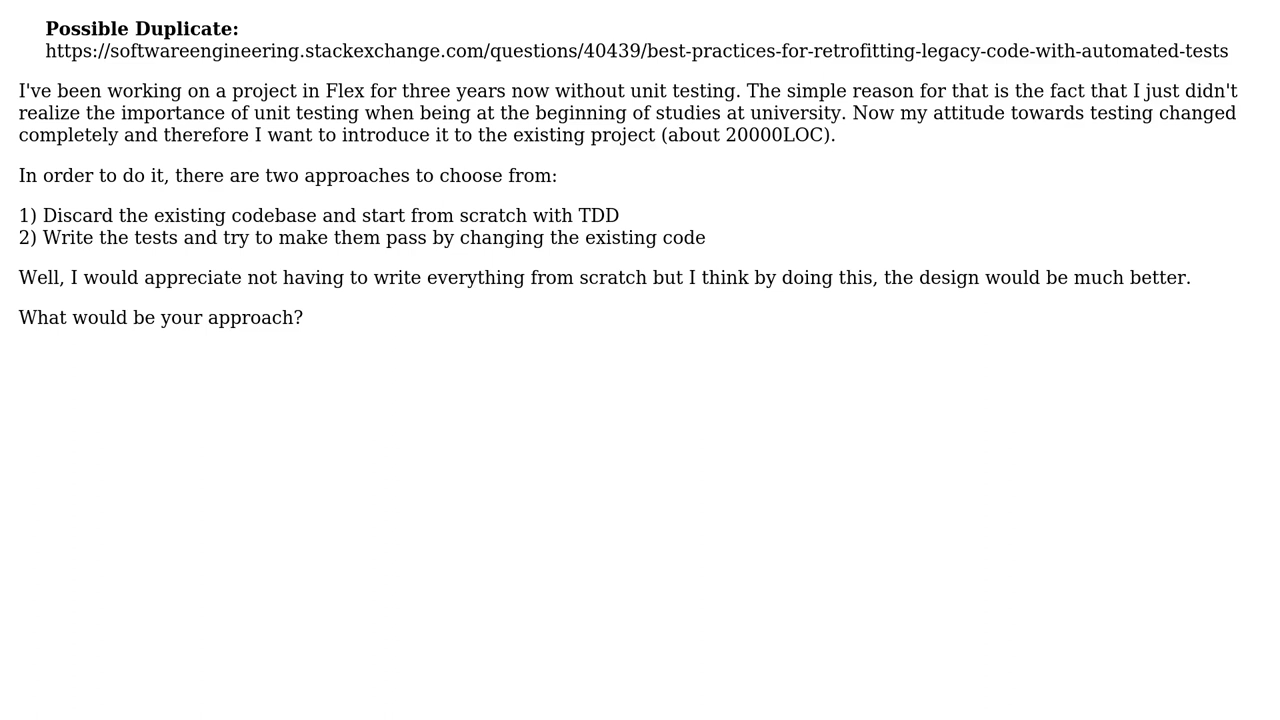 Possible Duplicate:
https://softwareengineering.stackexchange.com/questions/40439/best-practices-for-retrofitting-legacy-code-with-automated-tests
I've been working on a project in Flex for three years now without unit testing. The simple reason for that is the fact that I just didn't
realize the importance of unit testing when being at the beginning of studies at university. Now my attitude towards testing changed
completely and therefore I want to introduce it to the existing project (about 20000LOC).
In order to do it, there are two approaches to choose from:
1) Discard the existing codebase and start from scratch with TDD
2) Write the tests and try to make them pass by changing the existing code
Well, I would appreciate not having to write everything from scratch but I think by doing this, the design would be much better.
What would be your approach?